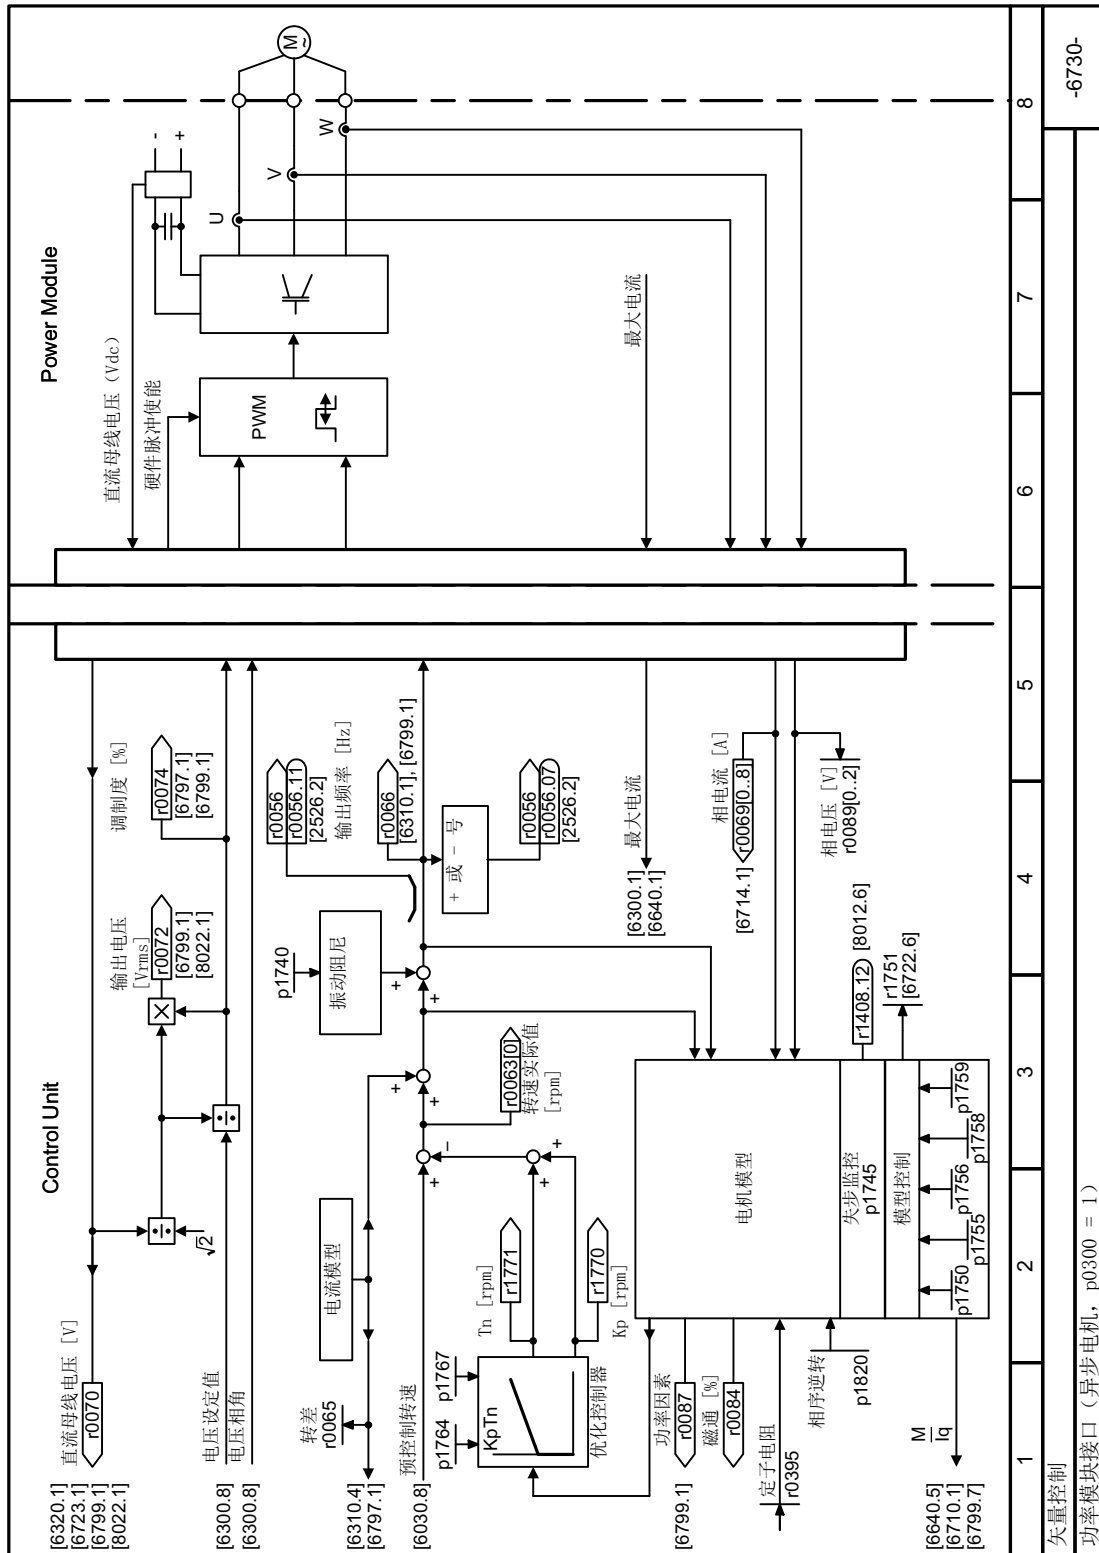 Control Unit
Power Module
[6320.1]
[6723.1]
[6799.1]
[8022.1]
直流母线电压 [V]
r0070
√2
输出电压
[Vrms]
r0072
[6799.1]
[8022.1]
调制度 [%]
r0074
[6797.1]
[6799.1]
[6300.8]
电压设定值
[6300.8]
电压相角
直流母线电压 (Vdc)
硬件脉冲使能
PWM
-
+
U
V
W
M
~
转差
r0065
[6310.4]
[6797.1]
电流模型
p1740
振动阻尼
r0056
r0056.11
[2526.2]
输出频率 [Hz]
r0066
[6310.1], [6799.1]
+ 或 - 号
r0056
r0056.07
[2526.2]
预控制转速
[6030.8]
+
-
+
+
+
+
+
+
r0063[0]
转速实际值
[rpm]
p1764
p1767
KpTn
优化控制器
Tn [rpm]
r1771
r1770
Kp [rpm]
最大电流
[6300.1]
[6640.1]
最大电流
功率因素
r0087
[6799.1]
磁通 [%]
r0084
定子电阻
r0395
相序逆转
p1820
电机模型
失步监控
p1745
模型控制
p1750
p1755
p1756
p1758
p1759
r1408.12
[8012.6]
r1751
[6722.6]
相电流 [A]
[6714.1]
r0069[0..8]
相电压 [V]
r0089[0..2]
M
Iq
[6640.5]
[6710.1]
[6799.7]
1
2
3
4
5
6
7
8
矢量控制
功率模块接口 (异步电机, p0300 = 1)
-6730-